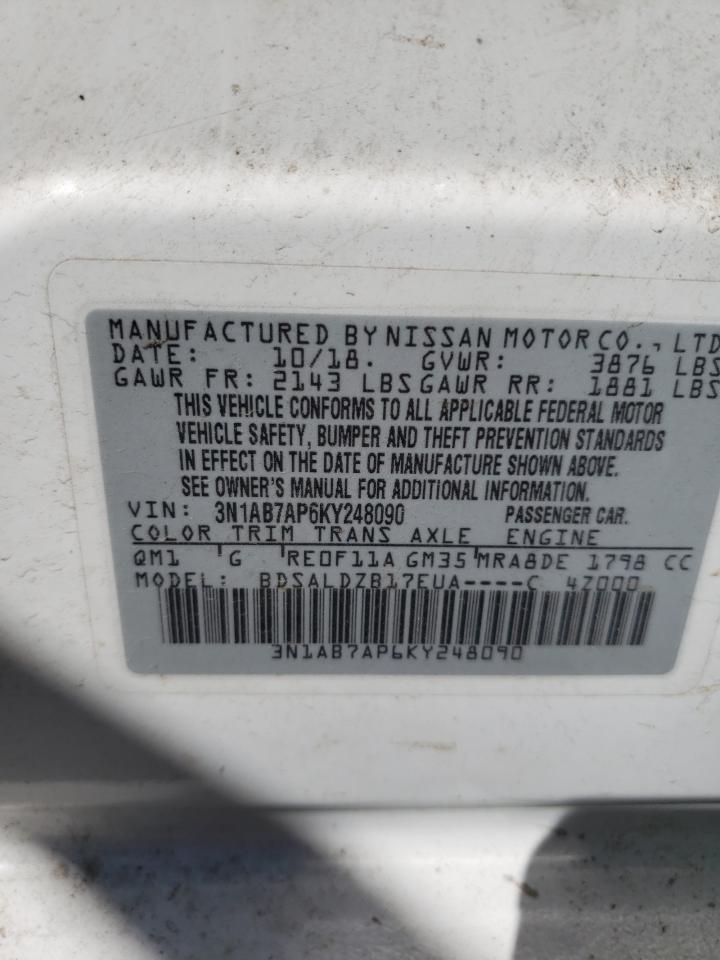 MANUFACTURED BY NISSAN MOTOR CO., LTD
DATE: 10/18. GVWR: 3876 LBS
GAWR FR: 2143 LBS GAWR RR: 1881 LBS
THIS VEHICLE CONFORMS TO ALL APPLICABLE FEDERAL MOTOR
VEHICLE SAFETY, BUMPER AND THEFT PREVENTION STANDARDS
IN EFFECT ON THE DATE OF MANUFACTURE SHOWN ABOVE.
SEE OWNER'S MANUAL FOR ADDITIONAL INFORMATION.
VIN: 3N1AB7AP6KY248090 PASSENGER CAR.
COLOR TRIM TRANS AXLE ENGINE
QM1 'G 'RE0F11A GM35'MRA8DE 1798 CC
MODEL: BDSALDZB17EUA----C 4Z000
3N1AB7AP6KY248090